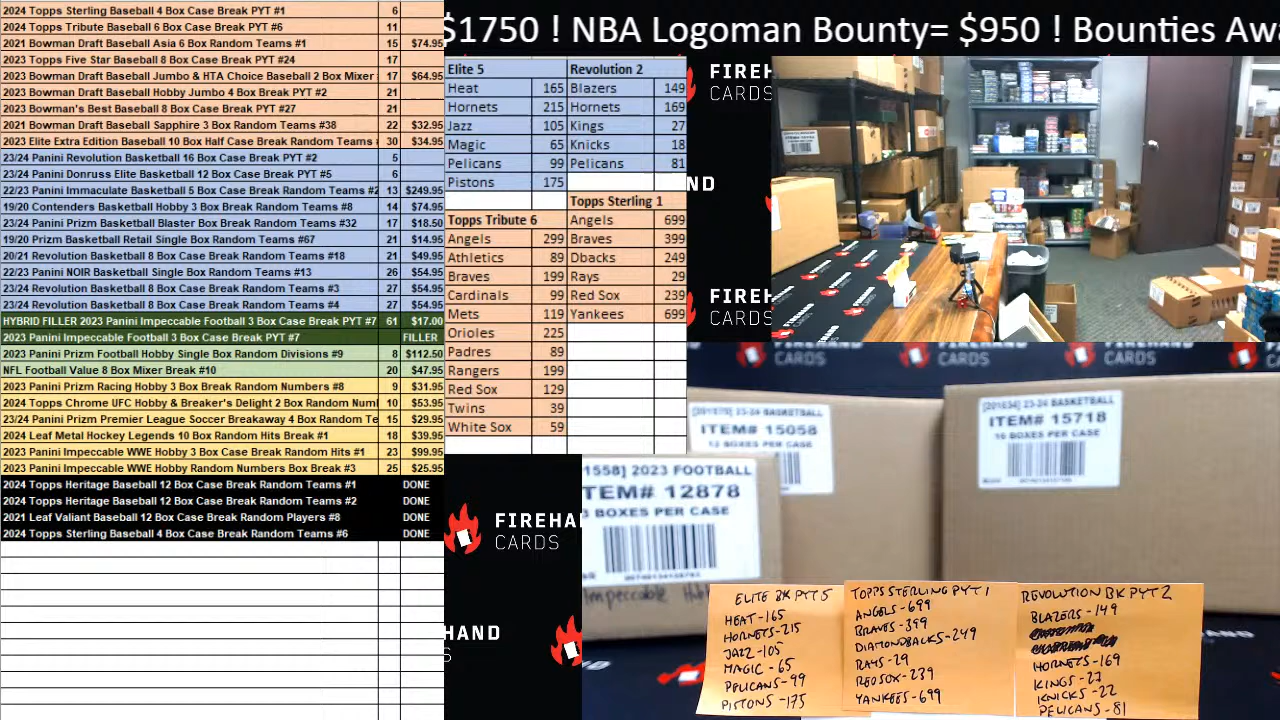 2024 Topps Sterling Baseball 4 Box Case Break PYT #1 6
2024 Topps Tribute Baseball 6 Box Case Break PYT #6 11
2021 Bowman Draft Baseball Asia 6 Box Random Teams #1 15 $74.95
2023 Topps Five Star Baseball 8 Box Case Break PYT #24 17
2023 Bowman Draft Baseball Jumbo & HTA Choice Baseball 2 Box Mixer 17 $64.95
2023 Bowman Draft Baseball Hobby Jumbo 4 Box Break PYT #2 21
2023 Bowman's Best Baseball 8 Box Case Break PYT #27 21
2021 Bowman Draft Baseball Sapphire 3 Box Random Teams #38 22 $32.95
2023 Elite Extra Edition Baseball 10 Box Half Case Break Random Teams 30 $34.95
23/24 Panini Revolution Basketball 16 Box Case Break PYT #2 5
23/24 Panini Donruss Elite Basketball 12 Box Case Break PYT #5 6
22/23 Panini Immaculate Basketball 5 Box Case Break Random Teams #2 13 $249.95
19/20 Contenders Basketball Hobby 3 Box Random Teams #8 14 $74.95
23/24 Panini Prizm Basketball Blaster Box Random Teams #32 17 $18.50
19/20 Prizm Basketball Retail Single Box Random Teams #67 21 $14.95
20/21 Revolution Basketball 8 Box Case Break Random Teams #18 21 $49.95
22/23 Panini NOIR Basketball Single Box Random Teams #13 26 $54.95
23/24 Revolution Basketball 8 Box Case Break Random Teams #3 27 $54.95
23/24 Revolution Basketball 8 Box Case Break Random Teams #4 27 $54.95
HYBRID FILLER 2023 Panini Impeccable Football 3 Box Case Break PYT #7 61 $17.00
2023 Panini Impeccable Football 3 Box Case Break PYT #7 FILLER
2023 Panini Prizm Football Hobby Single Box Random Divisions #9 8 $112.50
NFL Football Value 8 Box Mixer Break #10 20 $47.95
2023 Panini Prizm Racing Hobby 3 Box Break Random Numbers #8 9 $31.95
2024 Topps Chrome UFC Hobby & Breaker's Delight 2 Box Random Num 10 $53.95
23/24 Panini Prizm Premier League Soccer Breakaway 4 Box Random Te 15 $29.95
2024 Leaf Metal Hockey Legends 10 Box Random Hits Break #1 18 $39.95
2023 Panini Impeccable WWE Hobby 3 Box Case Break Random Hits #1 23 $99.95
2023 Panini Impeccable WWE Hobby Random Numbers Box Break #3 25 $25.95
2024 Topps Heritage Baseball 12 Box Case Break Random Teams #1 DONE
2024 Topps Heritage Baseball 12 Box Case Break Random Teams #2 DONE
2021 Leaf Valiant Baseball 12 Box Case Break Random Players #8 DONE
2024 Topps Sterling Baseball 4 Box Case Break Random Teams #6 DONE
$1750 ! NBA Logoman Bounty= $950 ! Bounties Awa
Elite 5
Heat 165
Hornets 215
Jazz 105
Magic 65
Pelicans 99
Pistons 175
Revolution 2
Blazers 149
Hornets 169
Kings 27
Knicks 18
Pelicans 81
Topps Tribute 6
Angels 299
Athletics 89
Braves 199
Cardinals 99
Mets 119
Orioles 225
Padres 89
Rangers 199
Red Sox 129
Twins 39
White Sox 59
Topps Sterling 1
Angels 699
Braves 399
Dbacks 249
Rays 29
Red Sox 239
Yankees 699
FIREH
CARDS
ND
FIREH
CARDS
FIREHAN
CARDS
HAND
S
1558] 2023 FOOTBALL
TEM# 12878
3 BOXES PER CASE
Impeccable
23-24 BASKETBALL
ITEM# 15058
12 BOXES PER CASE
[201634] 23-24 BASKETBALL
ITEM# 15718
16 BOXES PER CASE
ELITE BK PYT 5
HEAT-165
HORNETS-215
JAZZ-105
MAGIC-65
PELICANS-99
PISTONS-175
TOPPS STERLING PYT 1
ANGELS-699
BRAVES-399
DIAMONDBACKS-249
RAYS-29
RED SOX-239
YANKEES-699
REVOLUTION BK PYT 2
BLAZERS-149
HORNETS-169
KINGS-27
KNICKS-22
PELICANS-81